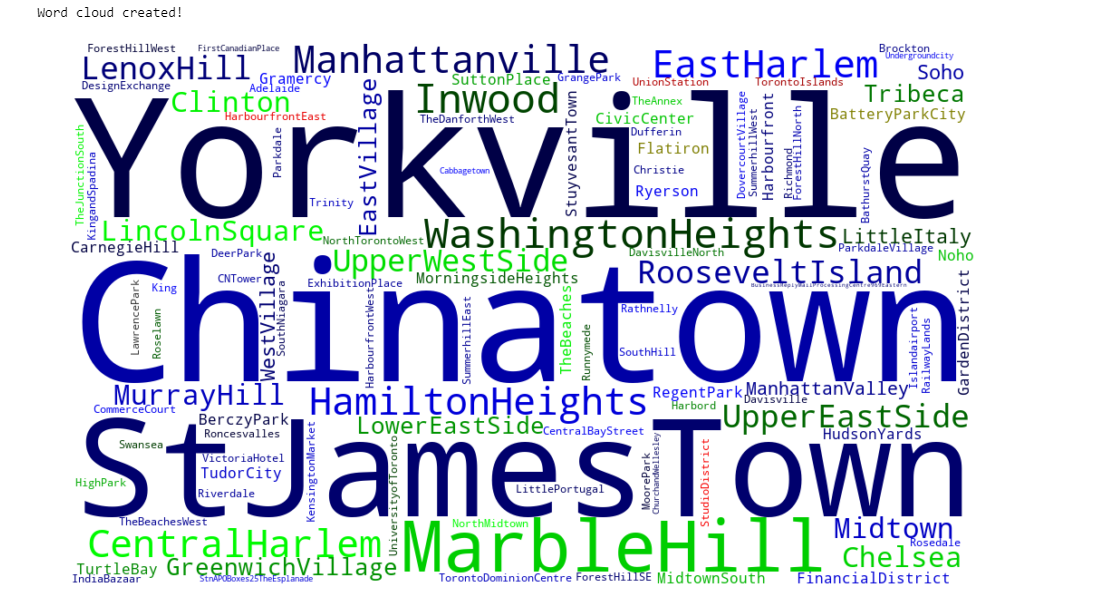 Word cloud created!
ForestHillWest
FirstCanadianPlace
Manhattanville
EastHarlem
Brockton
Undergroundcity
LenoxHill
Gramercy
SuttonPlace
GrangePark
UnionStation
TorontoIslands
Soho
DesignExchange
Adelaide
Clinton
Inwood
TheAnnex
Tribeca
HarbourfrontEast
TheDanforthWest
CivicCenter
BatteryParkCity
Yorkville
EastVillage
StuyvesantTown
Dufferin
Flatiron
Christie
Ryerson
DovercourtVillage
SummerhillWest
Harbourfront
Richmond
ForestHillNorth
BathurstQuay
TheJunctionSouth
KingandSpadina
Parkdale
Cabbagetown
Trinity
LincolnSquare
NorthTorontoWest
WashingtonHeights
LittleItaly
CarnegieHill
DeerPark
UpperWestSide
DavisvilleNorth
ParkdaleVillage
Noho
CNTower
ExhibitionPlace
MorningsideHeights
RooseveltIsland
King
BusinessReplyMailProcessingCentre969Eastern
Chinatown
LawrencePark
Roselawn
WestVillage
SouthNiagara
HarbourfrontWest
SummerhillEast
TheBeaches
Runnymede
Rathnelly
SouthHill
Islandairport
RailwayLands
GardenDistrict
MurrayHill
HamiltonHeights
RegentPark
ManhattanValley
CommerceCourt
BerczyPark
Harbord
Davisville
UpperEastSide
Roncesvalles
LowerEastSide
CentralBayStreet
HudsonYards
Swansea
VictoriaHotel
StJamesTown
TudorCity
HighPark
Riverdale
KensingtonMarket
UniversityofToronto
LittlePortugal
MoorePark
ChurchandWellesley
StudioDistrict
TheBeachesWest
NorthMidtown
MarbleHill
Midtown
CentralHarlem
Rosedale
Chelsea
TurtleBay
GreenwichVillage
IndiaBazaar
StnAPOBoxes25TheEsplanade
TorontoDominionCentre
ForestHillSE
MidtownSouth
FinancialDistrict